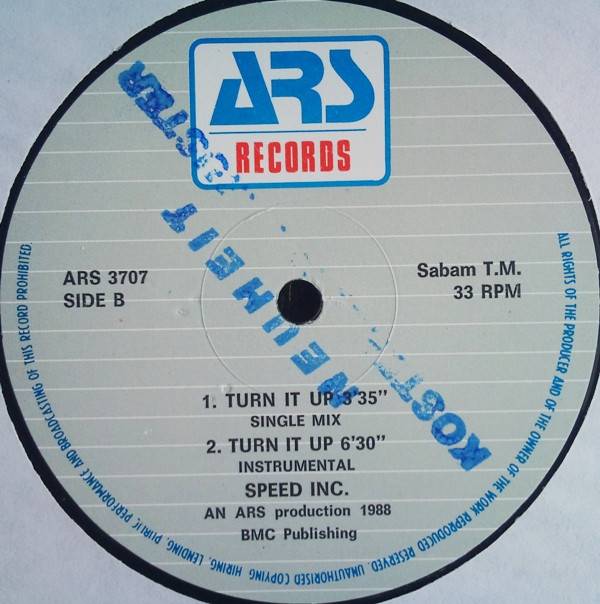 ARS
RECORDS
ARS 3707
SIDE B
Sabam T.M.
33 RPM
1. TURN IT UP 3'35"
SINGLE MIX
2. TURN IT UP 6'30"
INSTRUMENTAL
SPEED INC.
AN ARS production 1988
BMC Publishing
ALL RIGHTS OF THE PRODUCER AND OF THE OWNER OF THE WORK REPRODUCED RESERVED. UNAUTHORISED COPYING, HIRING, LENDING, PUBLIC PERFORMANCE AND BROADCASTING OF THIS RECORD PROHIBITED.
NEUMEIT